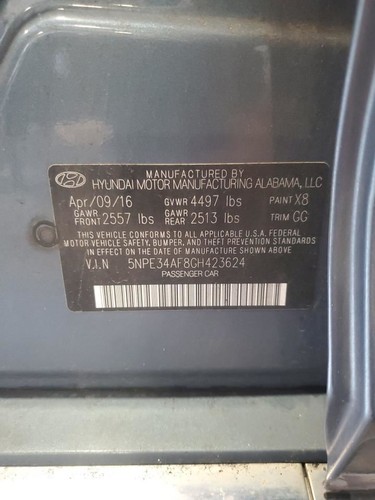 MANUFACTURED BY
HYUNDAI MOTOR MANUFACTURING ALABAMA, LLC
Apr/09/16 GVWR 4497 lbs PAINT X8
GAWR FRONT 2557 lbs GAWR REAR 2513 lbs TRIM GG
THIS VEHICLE CONFORMS TO ALL APPLICABLE U.S. FEDERAL
MOTOR VEHICLE SAFETY, BUMPER, AND THEFT PREVENTION STANDARDS
IN EFFECT ON THE DATE OF MANUFACTURE SHOWN ABOVE.
V.I.N 5NPE34AF8GH423624
PASSENGER CAR